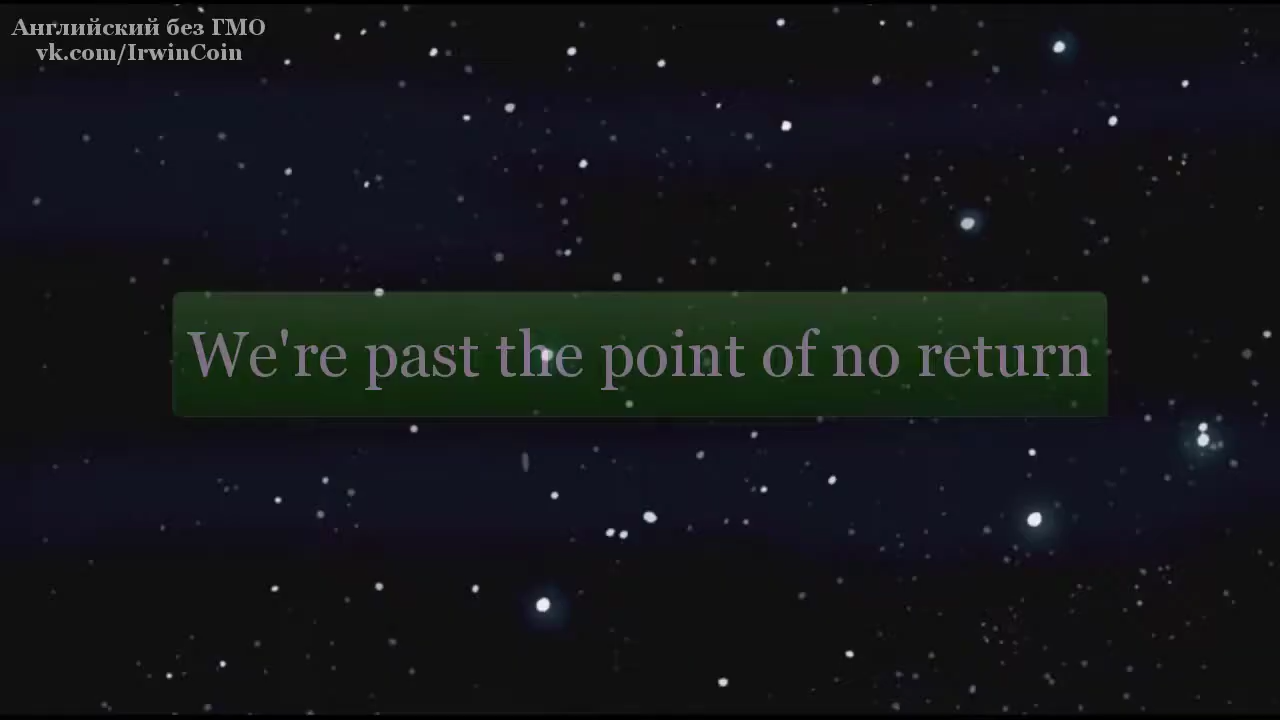 Английский без ГМО
vk.com/IrwinCoin
We're past the point of no return